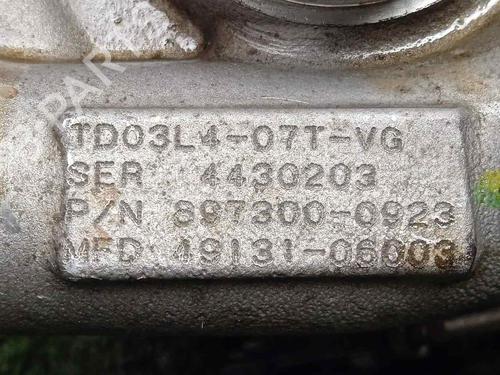 TD03L4-07T-VG
SER 4430203
P/N 897300-0923
MFD 49131-06003